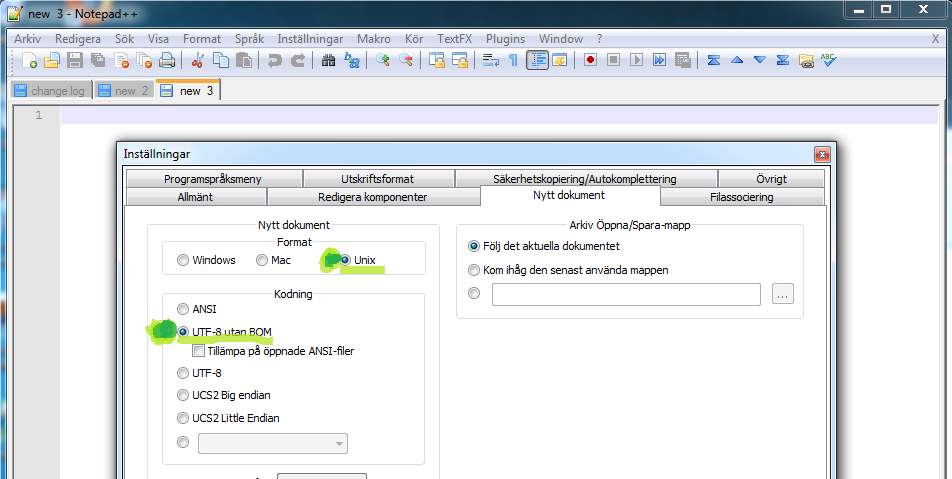 new 3 - Notepad++
Arkiv Redigera Sök Visa Format Språk Inställningar Makro Kör TextFX Plugins Window ? X
change.log new 2 new 3
1
Inställningar
Programspråksmeny Utskriftsformat Säkerhetskopiering/Autokomplettering Övrigt
Allmänt Redigera komponenter Nytt dokument Filassociering
Nytt dokument
Format
Windows Mac Unix
Kodning
ANSI
UTF-8 utan BOM
Tillämpa på öppnade ANSI-filer
UTF-8
UCS2 Big endian
UCS2 Little Endian
Arkiv Öppna/Spara-mapp
Följ det aktuella dokumentet
Kom ihåg den senast använda mappen
...